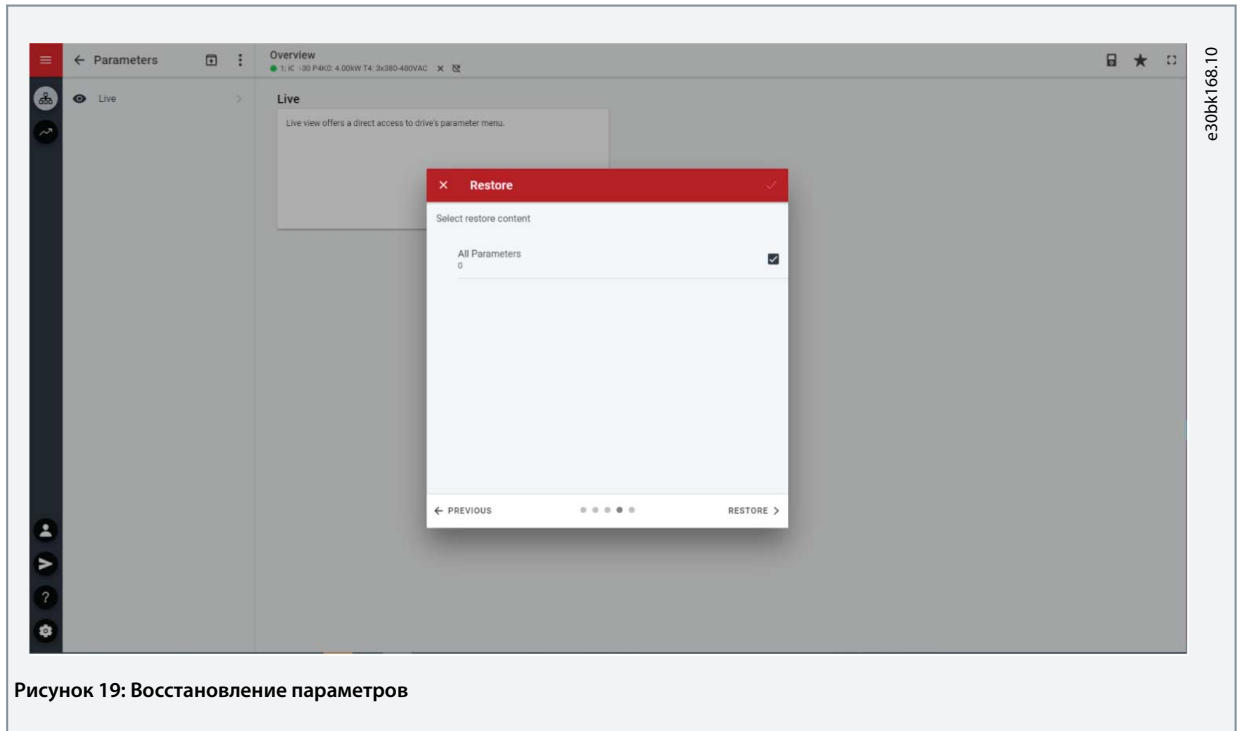 Parameters
Overview
1: iC -30 P4K0: 4.00kW T4: 3x380-480VAC
Live
Live
Live view offers a direct access to drive's parameter menu.
Restore
Select restore content
All Parameters
0
PREVIOUS
RESTORE
e30bk168.10
Рисунок 19: Восстановление параметров